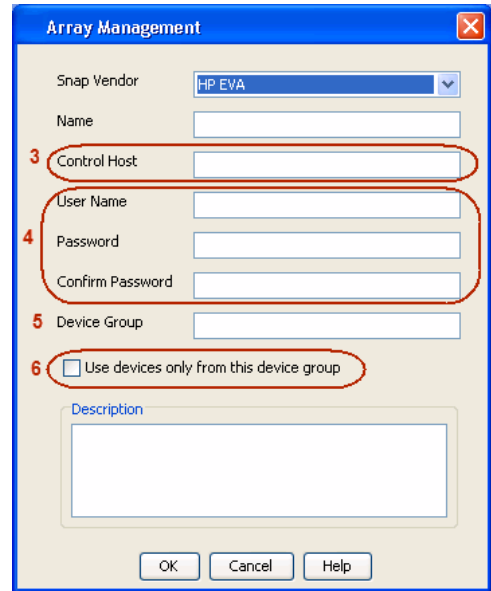 Array Management
Snap Vendor
HP EVA
Name
3 Control Host
User Name
4 Password
Confirm Password
5 Device Group
6 Use devices only from this device group
Description
OK Cancel Help